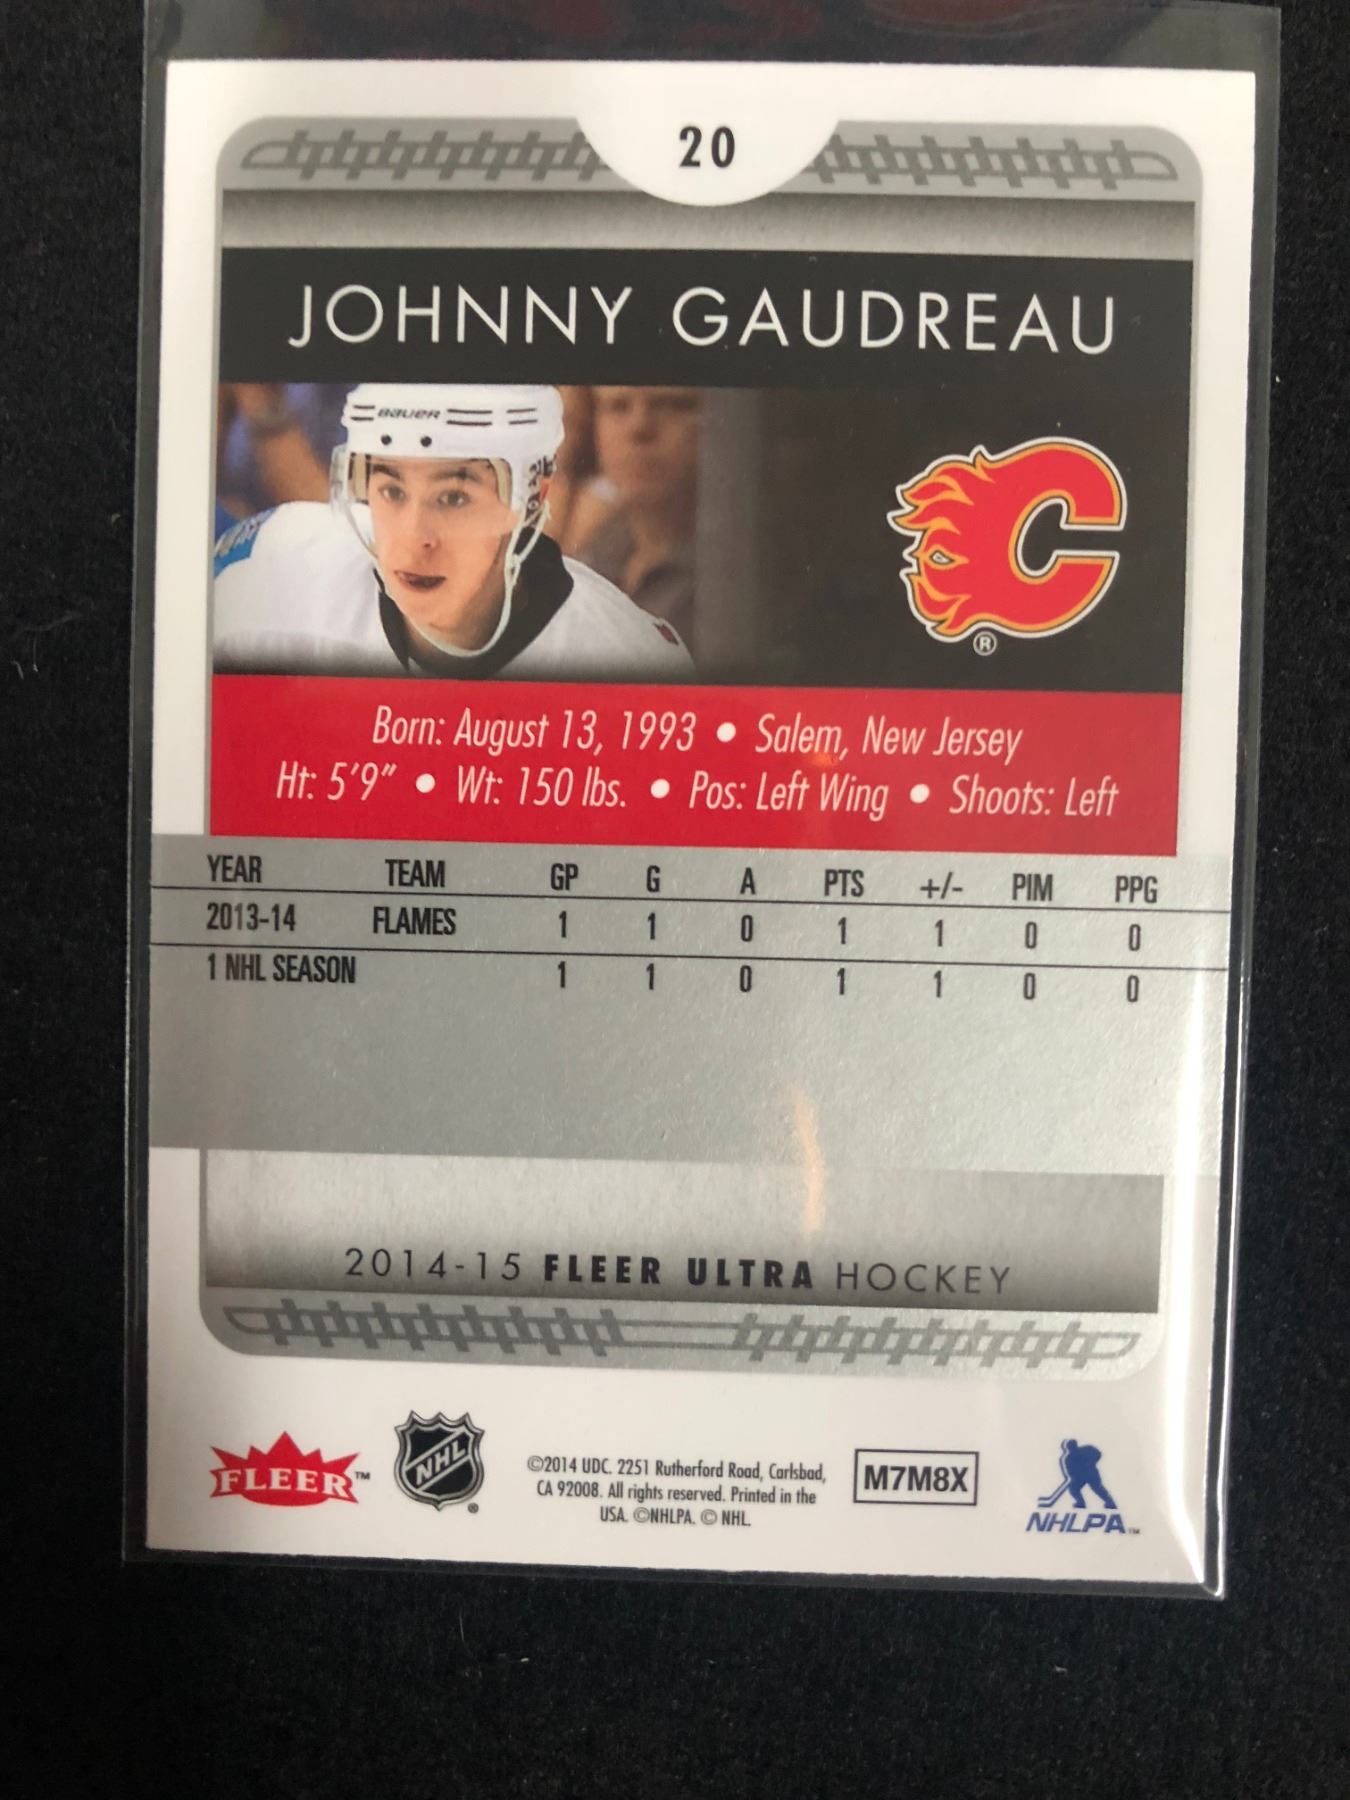 20
JOHNNY GAUDREAU
BAUER
®
Born: August 13, 1993 • Salem, New Jersey
Ht: 5'9" • Wt: 150 lbs. • Pos: Left Wing • Shoots: Left
YEAR TEAM GP G A PTS +/- PIM PPG
2013-14 FLAMES 1 1 0 1 1 0 0
1 NHL SEASON 1 1 0 1 1 0 0
2014-15 FLEER ULTRA HOCKEY
FLEER™
NHL ®
©2014 UDC. 2251 Rutherford Road, Carlsbad,
CA 92008. All rights reserved. Printed in the
USA. ©NHLPA. © NHL.
M7M8X
NHLPA™